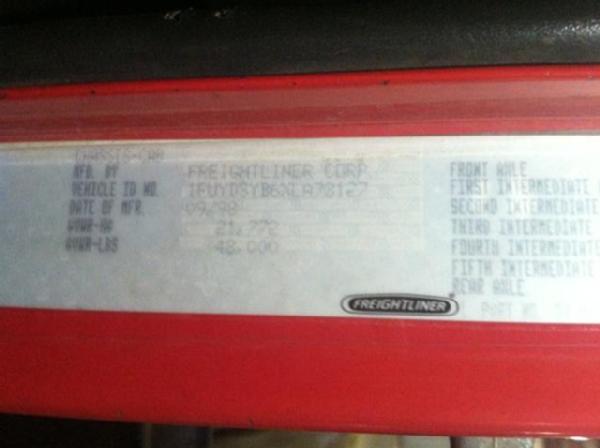 CHASSIS-CAB
MFD. BY FREIGHTLINER CORP. FRONT AXLE
VEHICLE ID NO. 1FUYDSYB6XLA78127 FIRST INTERMEDIATE
DATE OF MFR. 09/98 SECOND INTERMEDIATE
GVWR-KG 21,772 THIRD INTERMEDIATE
GVWR-LBS 48,000 FOURTH INTERMEDIATE
FIFTH INTERMEDIATE
REAR AXLE
FREIGHTLINER PART NO.